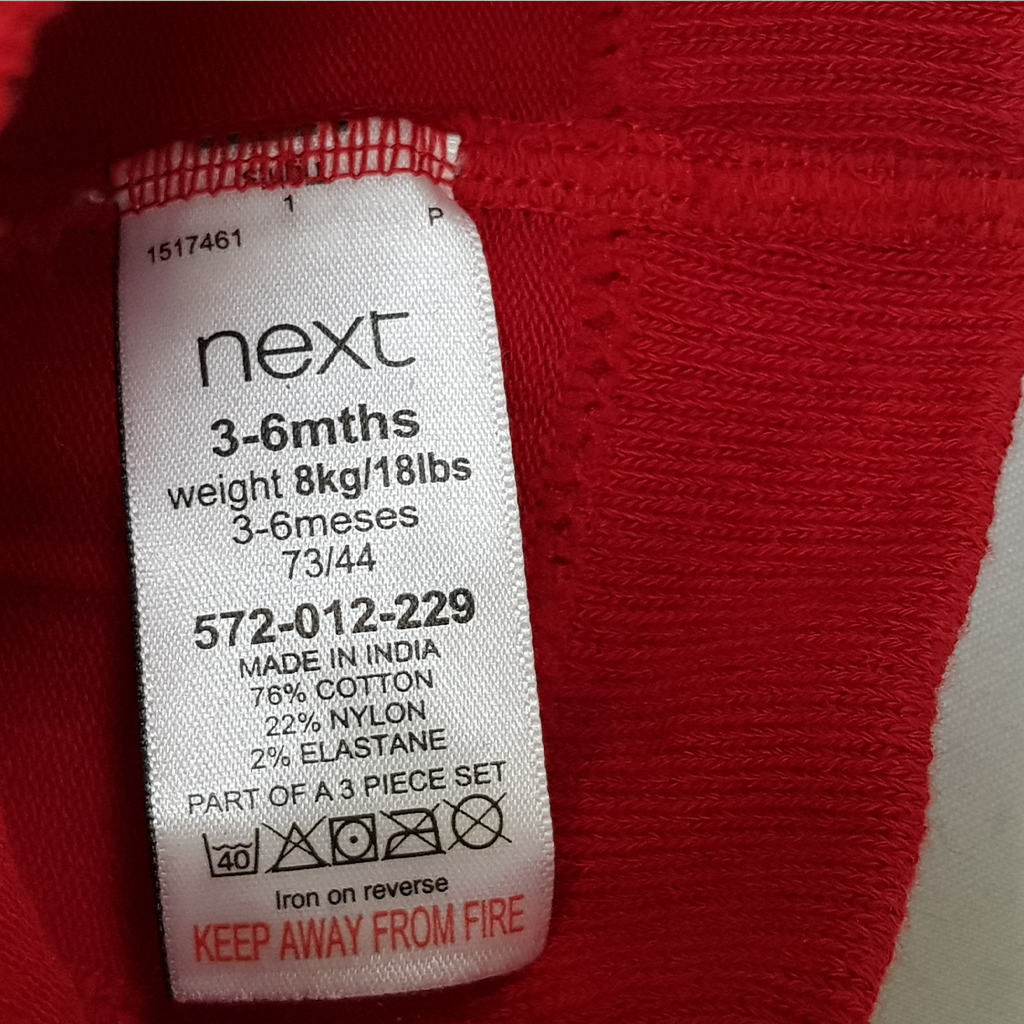 1
P
1517461
next
3-6mths
weight 8kg/18lbs
3-6meses
73/44
572-012-229
MADE IN INDIA
76% COTTON
22% NYLON
2% ELASTANE
PART OF A 3 PIECE SET
40
Iron on reverse
KEEP AWAY FROM FIRE